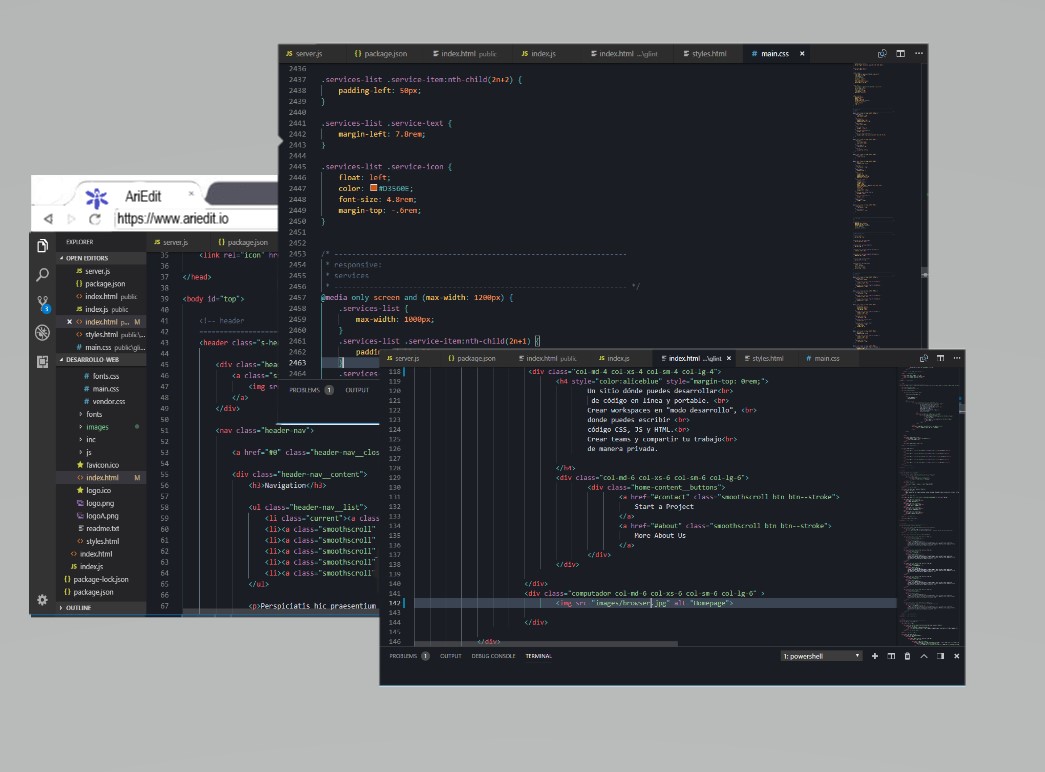 server.js package.json index.html public index.js index.html ...\glint styles.html main.css ×
2436
2437 .services-list .service-item:nth-child(2n+2) {
2438 padding-left: 50px;
2439 }
2440
2441 .services-list .service-text {
2442 margin-left: 7.8rem;
2443 }
2444
2445 .services-list .service-icon {
2446 float: left;
2447 color: #D3560E;
2448 font-size: 4.8rem;
2449 margin-top: -.6rem;
2450 }
2451
2452
2453 /* -----------------------------------------------------------------
2454 * responsive:
2455 * services
2456 * ----------------------------------------------------------------- */
2457 @media only screen and (max-width: 1200px) {
2458 .services-list {
2459 max-width: 1000px;
2460 }
2461 .services-list .service-item:nth-child(2n+1) {
2462 paddin
2463 }
2464 .services
PROBLEMS 1 OUTPUT
AriEdit ×
https://www.ariedit.io
EXPLORER
OPEN EDITORS
server.js
package.json
index.html public
index.js public
× index.html p... M
styles.html public\...
main.css public\gli...
DESAROLLO-WEB
fonts.css
main.css
vendor.css
fonts
images
inc
js
favicon.ico
index.html M
logo.ico
logo.png
logoA.png
readme.txt
styles.html
index.html
index.js
package-lock.json
package.json
OUTLINE
3
server.js package.json
35 <link rel="icon" hr
36
37 </head>
38
39 <body id="top">
40
41 <!-- header
42
43 <header class="s-he
44
45 <div class="hea
46 <a class="s
47 <img sr
48 </a>
49 </div>
50
51 <nav class="header-nav">
52
53 <a href="#0" class="header-nav__clos
54
55 <div class="header-nav__content">
56 <h3>Navigation</h3>
57
58 <ul class="header-nav__list">
59 <li class="current"><a class
60 <li><a class="smoothscroll"
61 <li><a class="smoothscroll"
62 <li><a class="smoothscroll"
63 <li><a class="smoothscroll"
64 <li><a class="smoothscroll"
65 </ul>
66
67 <p>Perspiciatis hic praesentium
server.js package.json index.html public index.js index.html ...\glint × styles.html main.css
118 <div class="col-md-4 col-xs-4 col-sm-4 col-lg-4">
119 <h4 style="color:aliceblue" style="margin-top: 0rem;">
120 Un sitio dónde puedes desarrollar<br>
121 de código en línea y portable. <br>
122 Crear workspaces en "modo desarrollo", <br>
123 donde puedes escribir <br>
124 código CSS, JS y HTML.<br>
125 Crear teams y compartir tu trabajo<br>
126 de manera privada.
127
128 </h4>
129 <div class="col-md-6 col-xs-6 col-sm-6 col-lg-6">
130 <div class="home-content__buttons">
131 <a href="#contact" class="smoothscroll btn btn--stroke">
132 Start a Project
133 </a>
134 <a href="#about" class="smoothscroll btn btn--stroke">
135 More About Us
136 </a>
137 </div>
138 </div>
139
140 </div>
141 <div class="computador col-md-6 col-xs-6 col-sm-6 col-lg-6" >
142 <img src="images/browser.jpg" alt="Homepage">
143
144 </div>
145
146 </div>
PROBLEMS 1 OUTPUT DEBUG CONSOLE TERMINAL 1: powershell